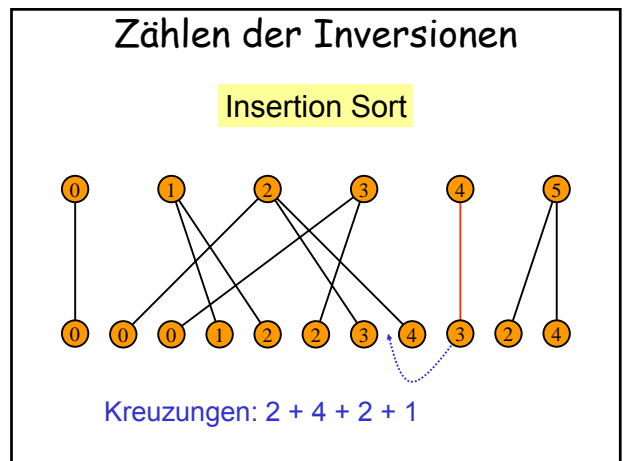 Zählen der Inversionen
Insertion Sort
0 1 2 3 4 5
0 0 0 1 2 2 3 4 3 2 4
Kreuzungen: 2 + 4 + 2 + 1